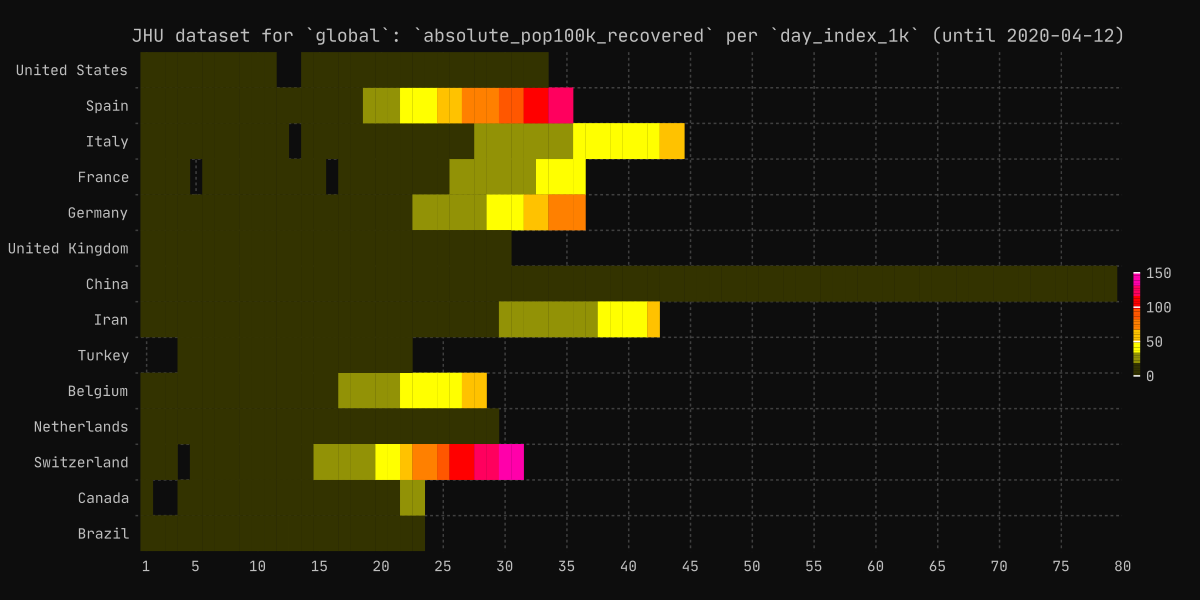 JHU dataset for `global`: `absolute_pop100k_recovered` per `day_index_1k` (until 2020-04-12)
United States
Spain
Italy
France
Germany
United Kingdom
China
Iran
Turkey
Belgium
Netherlands
Switzerland
Canada
Brazil
1 5 10 15 20 25 30 35 40 45 50 55 60 65 70 75 80
150
100
50
0